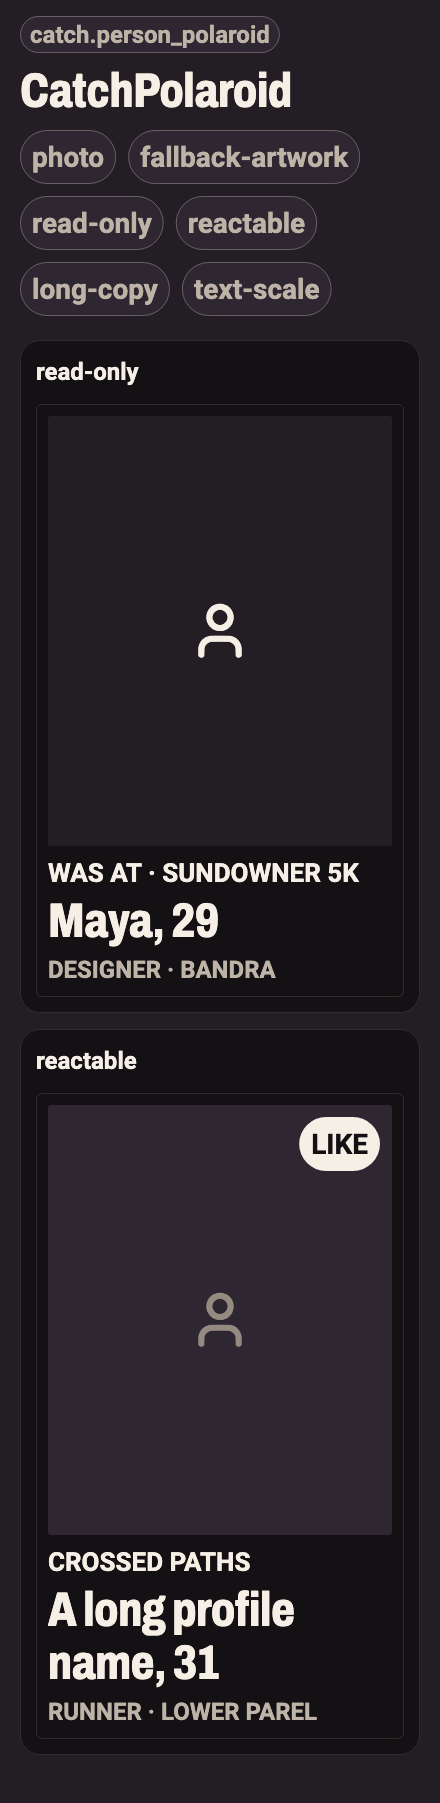 catch.person_polaroid
CatchPolaroid
photo fallback-artwork
read-only reactable
long-copy text-scale
read-only
WAS AT · SUNDOWNER 5K
Maya, 29
DESIGNER · BANDRA
reactable
LIKE
CROSSED PATHS
A long profile
name, 31
RUNNER · LOWER PAREL